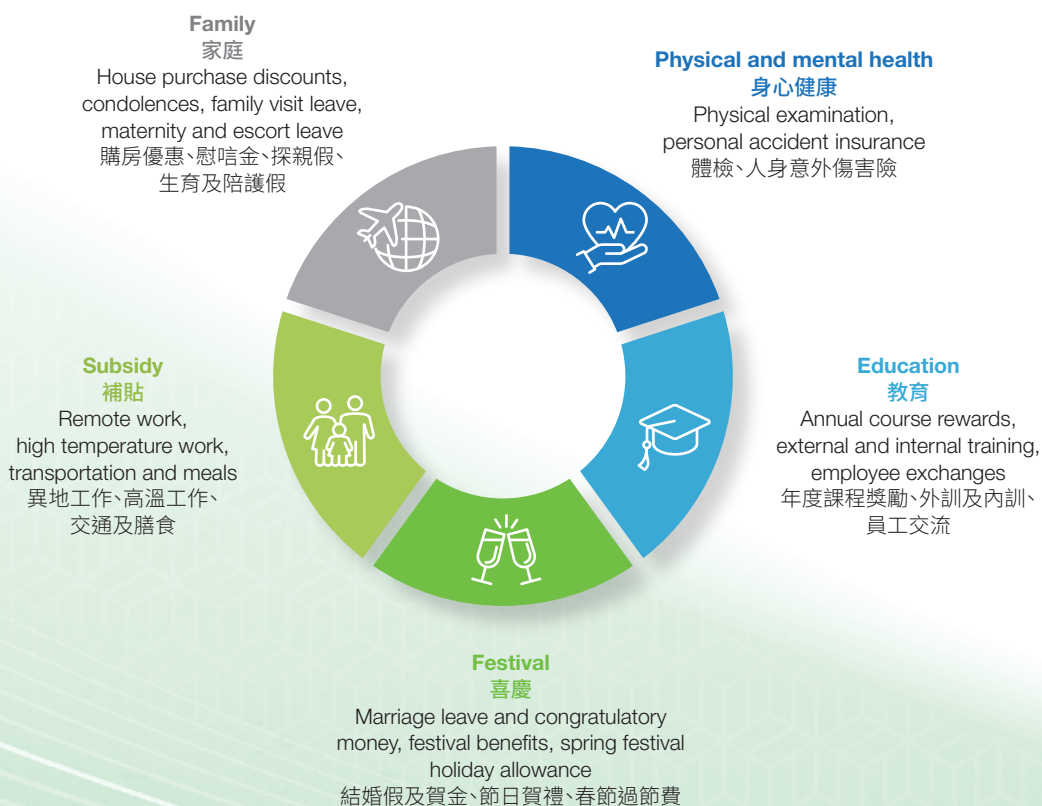 Family
家庭
House purchase discounts,
condolences, family visit leave,
maternity and escort leave
購房優惠、慰唁金、探親假、
生育及陪護假
Physical and mental health
身心健康
Physical examination,
personal accident insurance
體檢、人身意外傷害險
Subsidy
補貼
Remote work,
high temperature work,
transportation and meals
異地工作、高溫工作、
交通及膳食
Education
教育
Annual course rewards,
external and internal training,
employee exchanges
年度課程獎勵、外訓及內訓、
員工交流
Festival
喜慶
Marriage leave and congratulatory
money, festival benefits, spring festival
holiday allowance
結婚假及賀金、節日賀禮、春節過節費